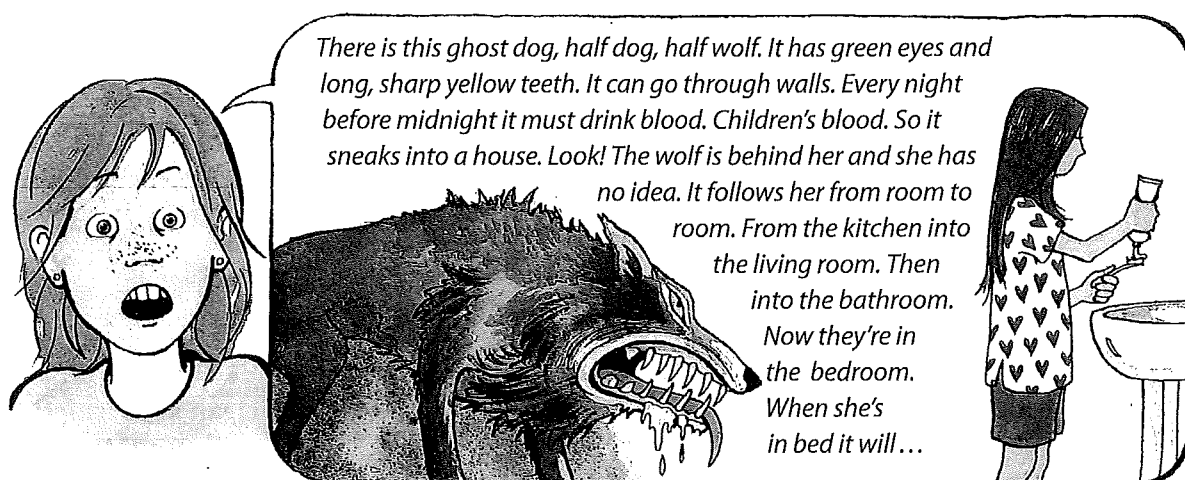 There is this ghost dog, half dog, half wolf. It has green eyes and
long, sharp yellow teeth. It can go through walls. Every night
before midnight it must drink blood. Children's blood. So it
sneaks into a house. Look! The wolf is behind her and she has
no idea. It follows her from room to
room. From the kitchen into
the living room. Then
into the bathroom.
Now they're in
the bedroom.
When she's
in bed it will...